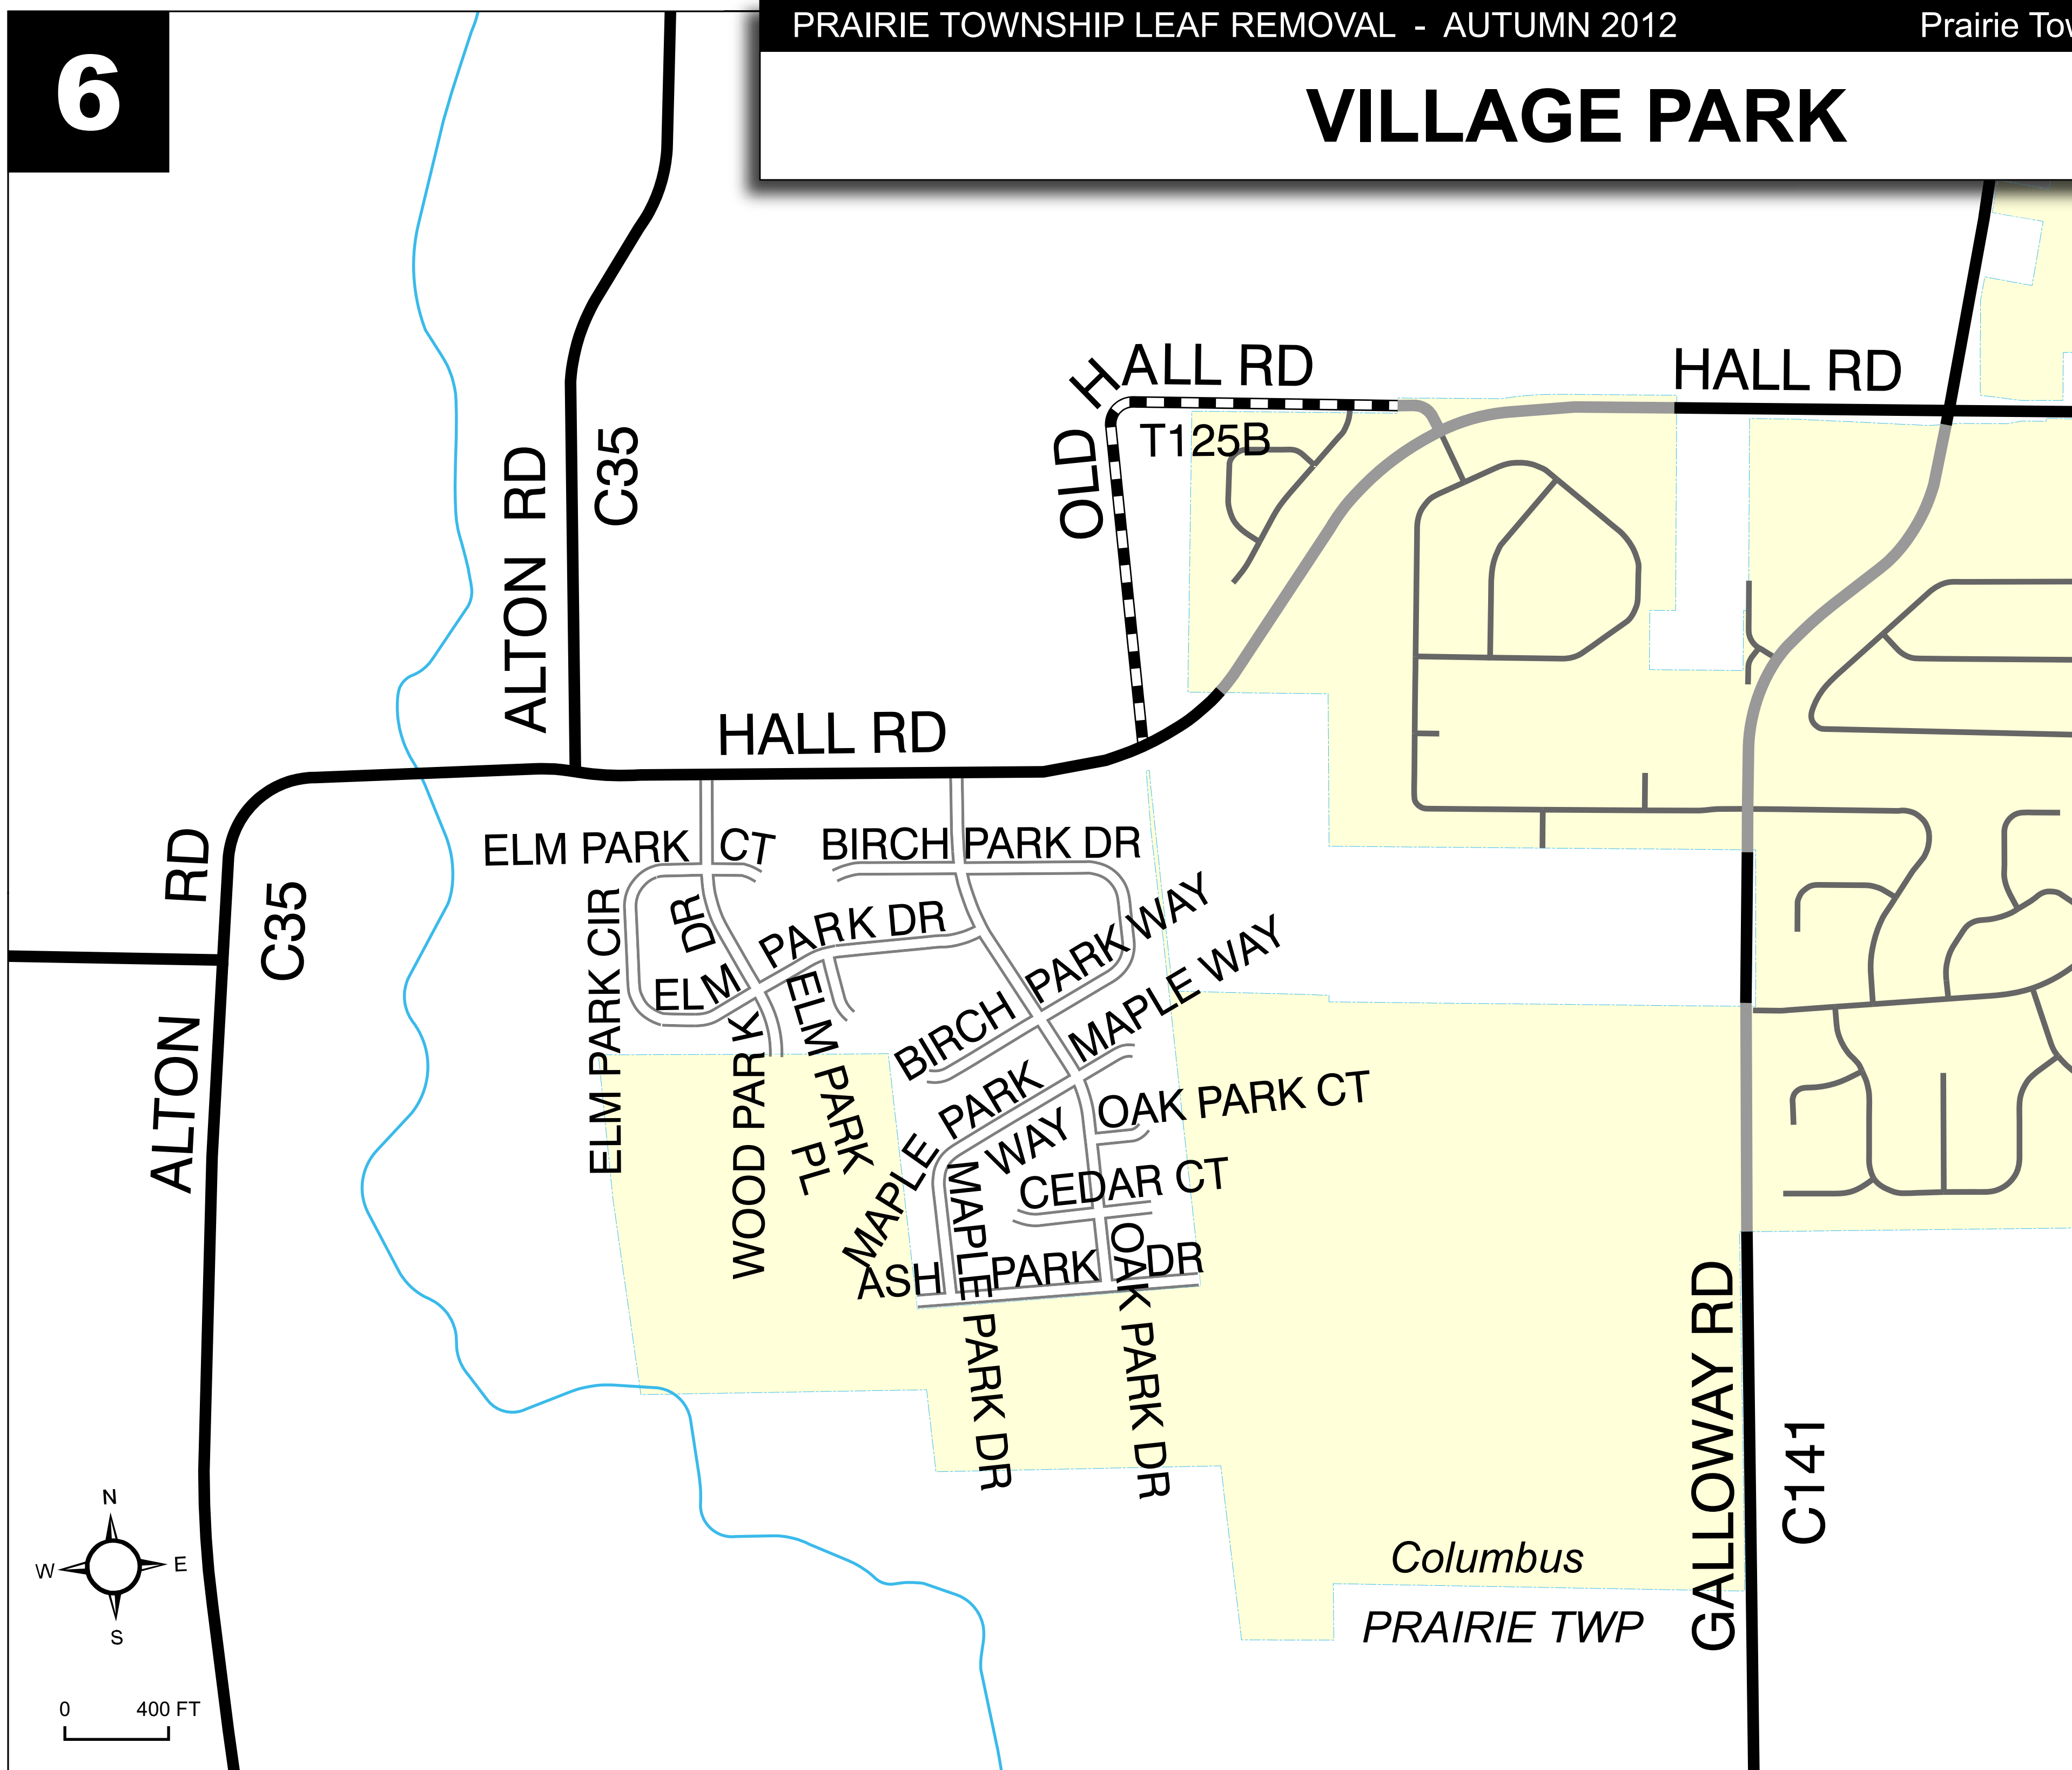 6
PRAIRIE TOWNSHIP LEAF REMOVAL - AUTUMN 2012
Prairie Tow
VILLAGE PARK
OLD HALL RD
HALL RD
T125B
ALTON RD
C35
HALL RD
ALTON RD
C35
ELM PARK CT
BIRCH PARK DR
ELM PARK CIR
WOOD PARK DR
ELM PARK DR
ELM PARK PL
BIRCH PARK WAY
MAPLE WAY
MAPLE PARK WAY
OAK PARK CT
CEDAR CT
MAPLE PARK DR
ASH PARK DR
OAK PARK DR
GALLOWAY RD
C141
Columbus
PRAIRIE TWP
N
W
E
S
0 400 FT